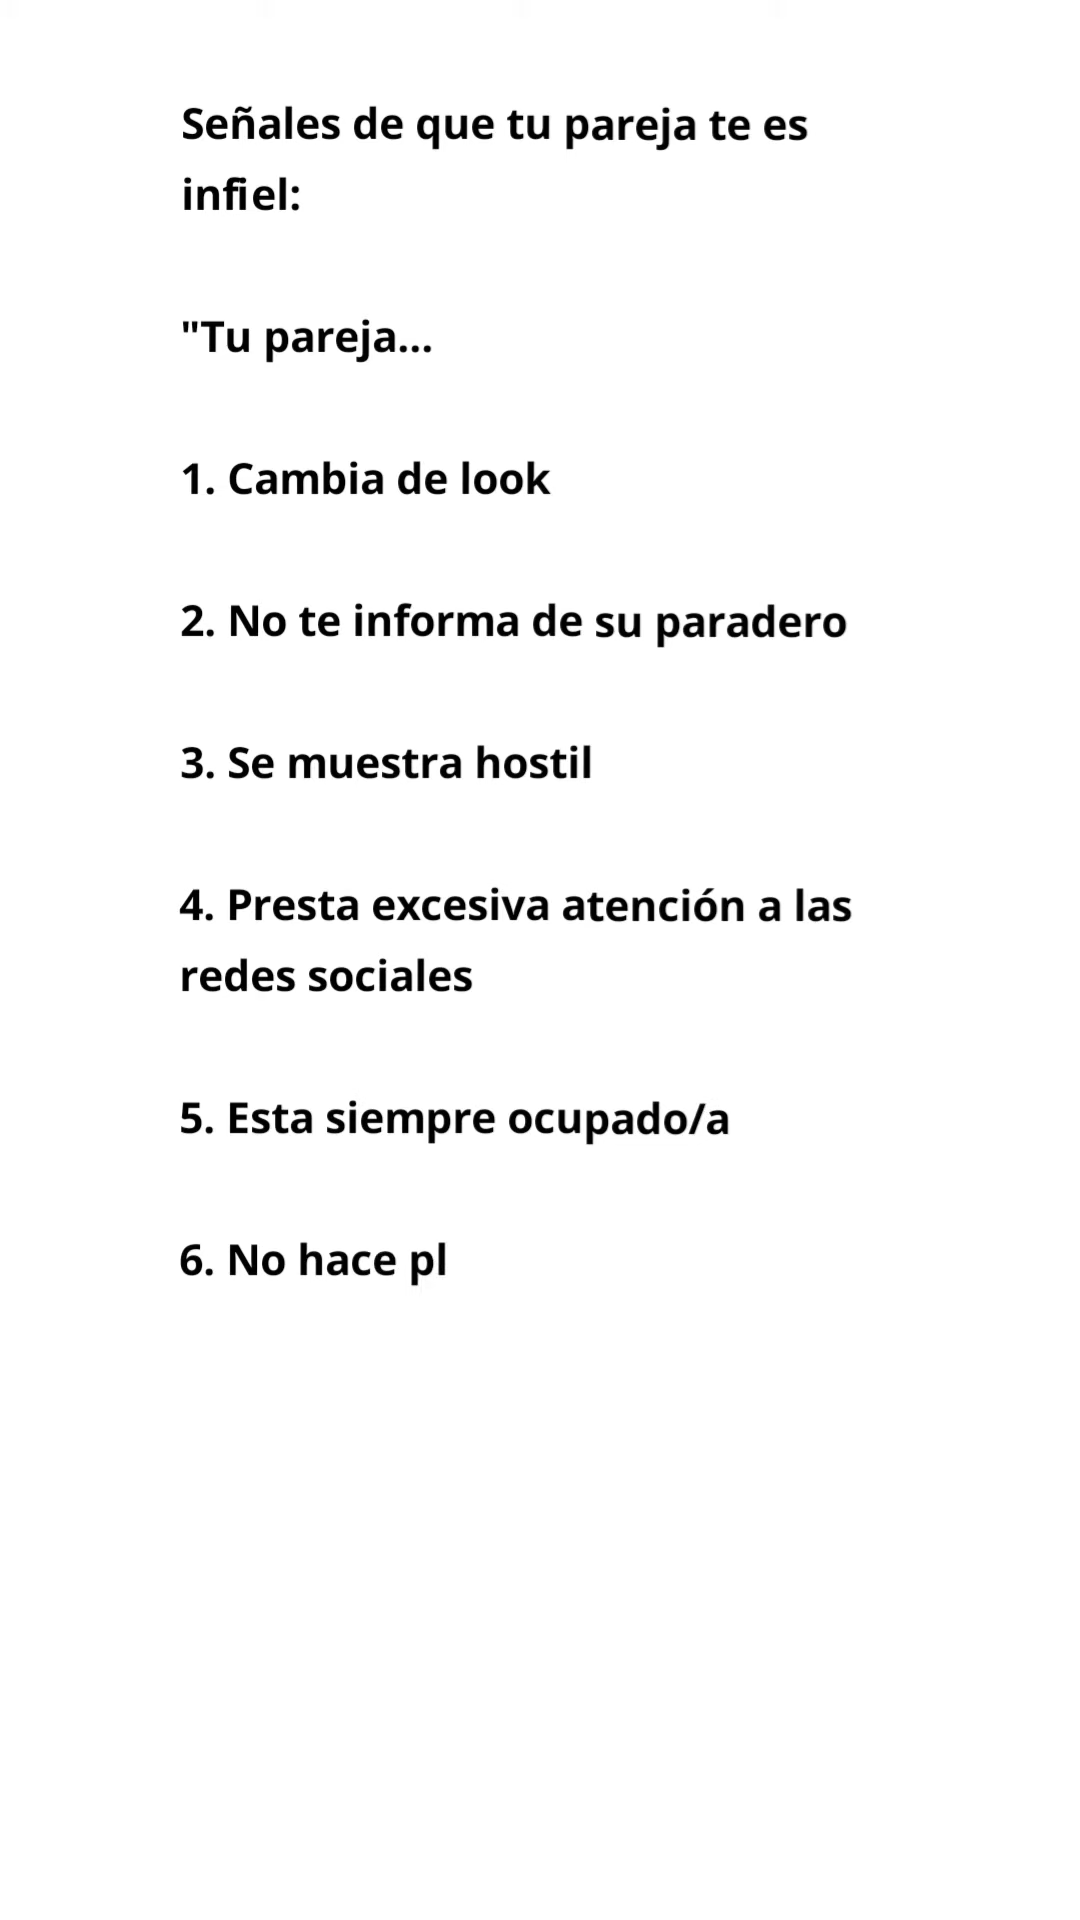 Señales de que tu pareja te es
infiel:
"Tu pareja...
1. Cambia de look
2. No te informa de su paradero
3. Se muestra hostil
4. Presta excesiva atención a las
redes sociales
5. Esta siempre ocupado/a
6. No hace pl